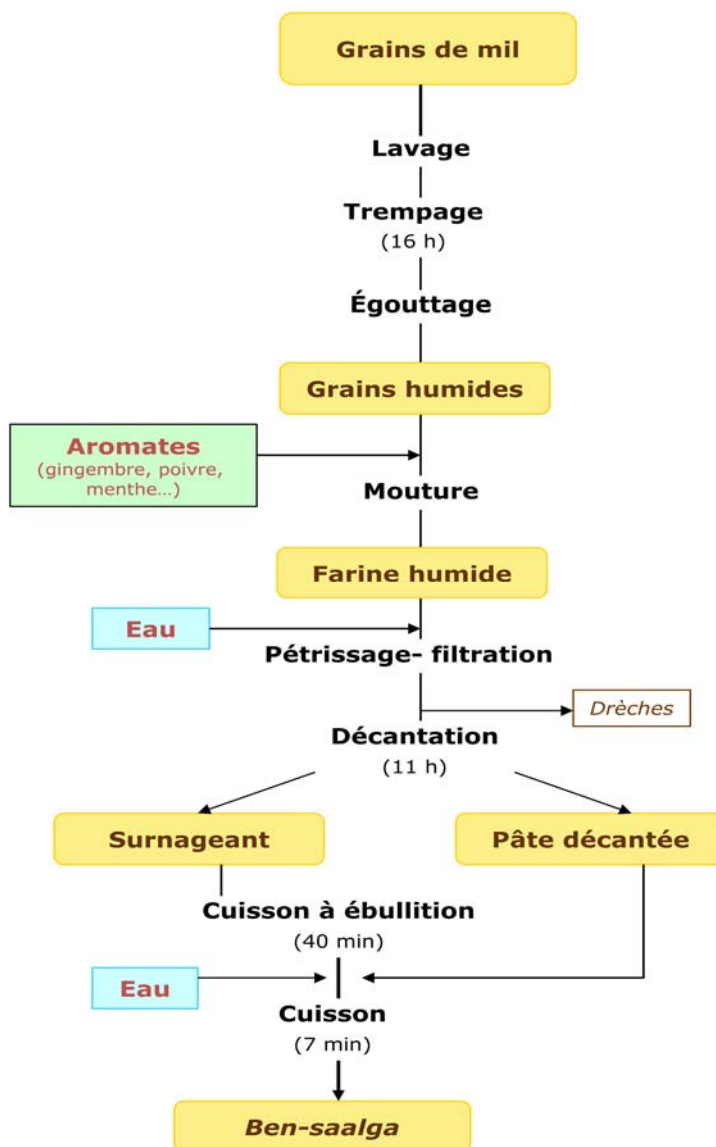 Grains de mil
Lavage
Trempage
(16 h)
Égouttage
Grains humides
Aromates
(gingembre, poivre,
menthe...)
Mouture
Farine humide
Eau
Pétrissage- filtration
Drèches
Décantation
(11 h)
Surnageant
Pâte décantée
Cuisson à ébullition
(40 min)
Eau
Cuisson
(7 min)
Ben-saalga